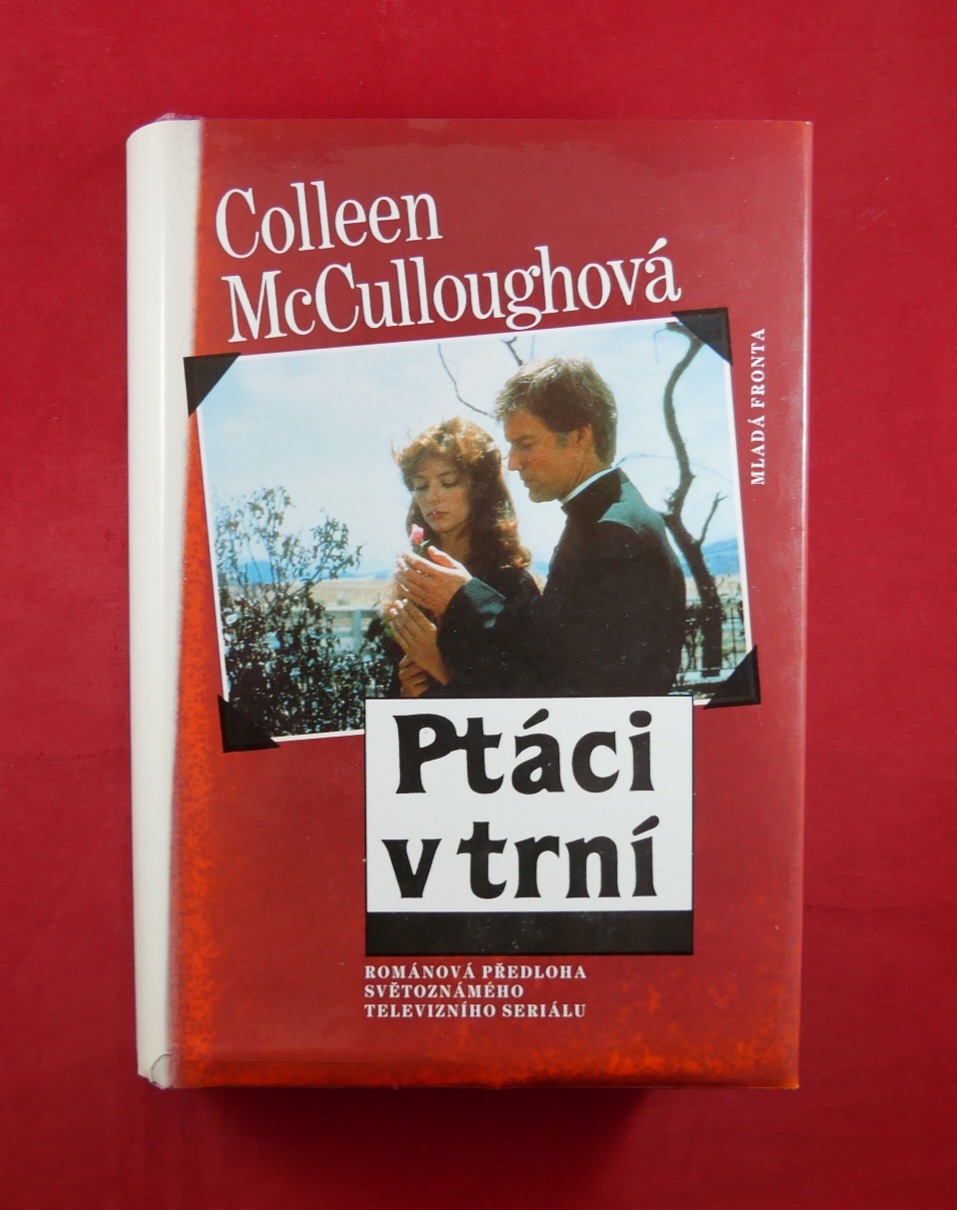 Colleen
McCulloughová
MLADÁ FRONTA
Ptáci
v trní
ROMÁNOVÁ PŘEDLOHA
SVĚTOZNÁMÉHO
TELEVIZNÍHO SERIÁLU